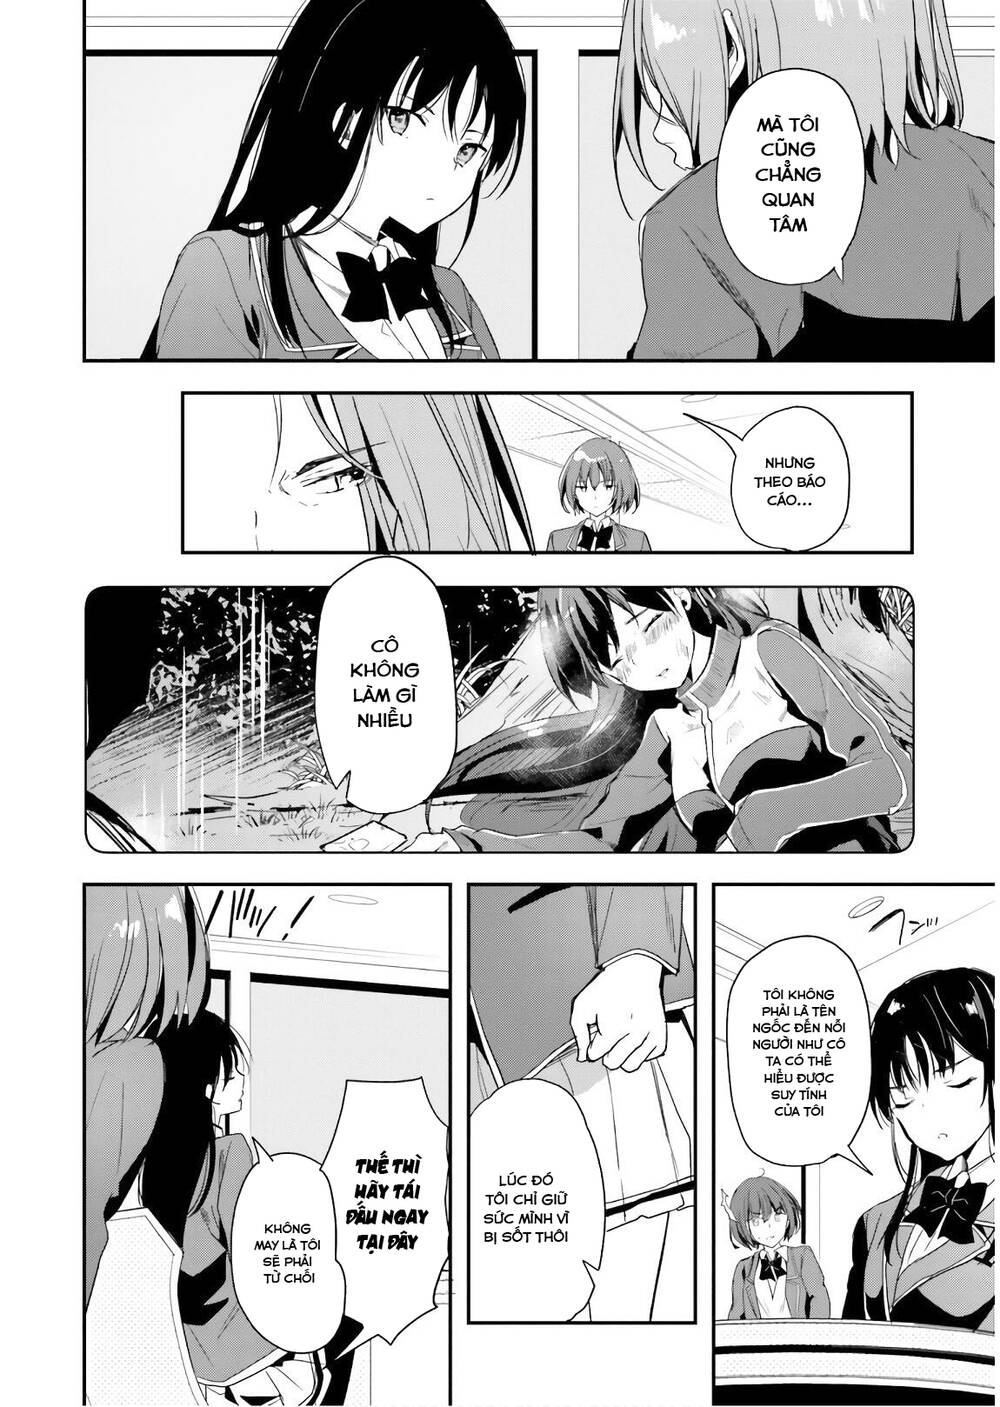 MÀ TÔI
CŨNG
CHẲNG
QUAN
TÂM
NHƯNG
THEO BÁO
CÁO...
CÔ
KHÔNG
LÀM GÌ
NHIỀU
TÔI KHÔNG
PHẢI LÀ TÊN
NGỐC ĐẾN NỖI
NGƯỜI NHƯ CÔ
TA CÓ THỂ
HIỂU ĐƯỢC
SUY TÍNH
CỦA TÔI
LÚC ĐÓ
TÔI CHỈ GIỮ
SỨC MÌNH VÌ
BỊ SỐT THÔI
THẾ THÌ
HÃY TÁI
ĐẤU NGAY
TẠI ĐÂY
KHÔNG
MAY LÀ TÔI
SẼ PHẢI
TỪ CHỐI